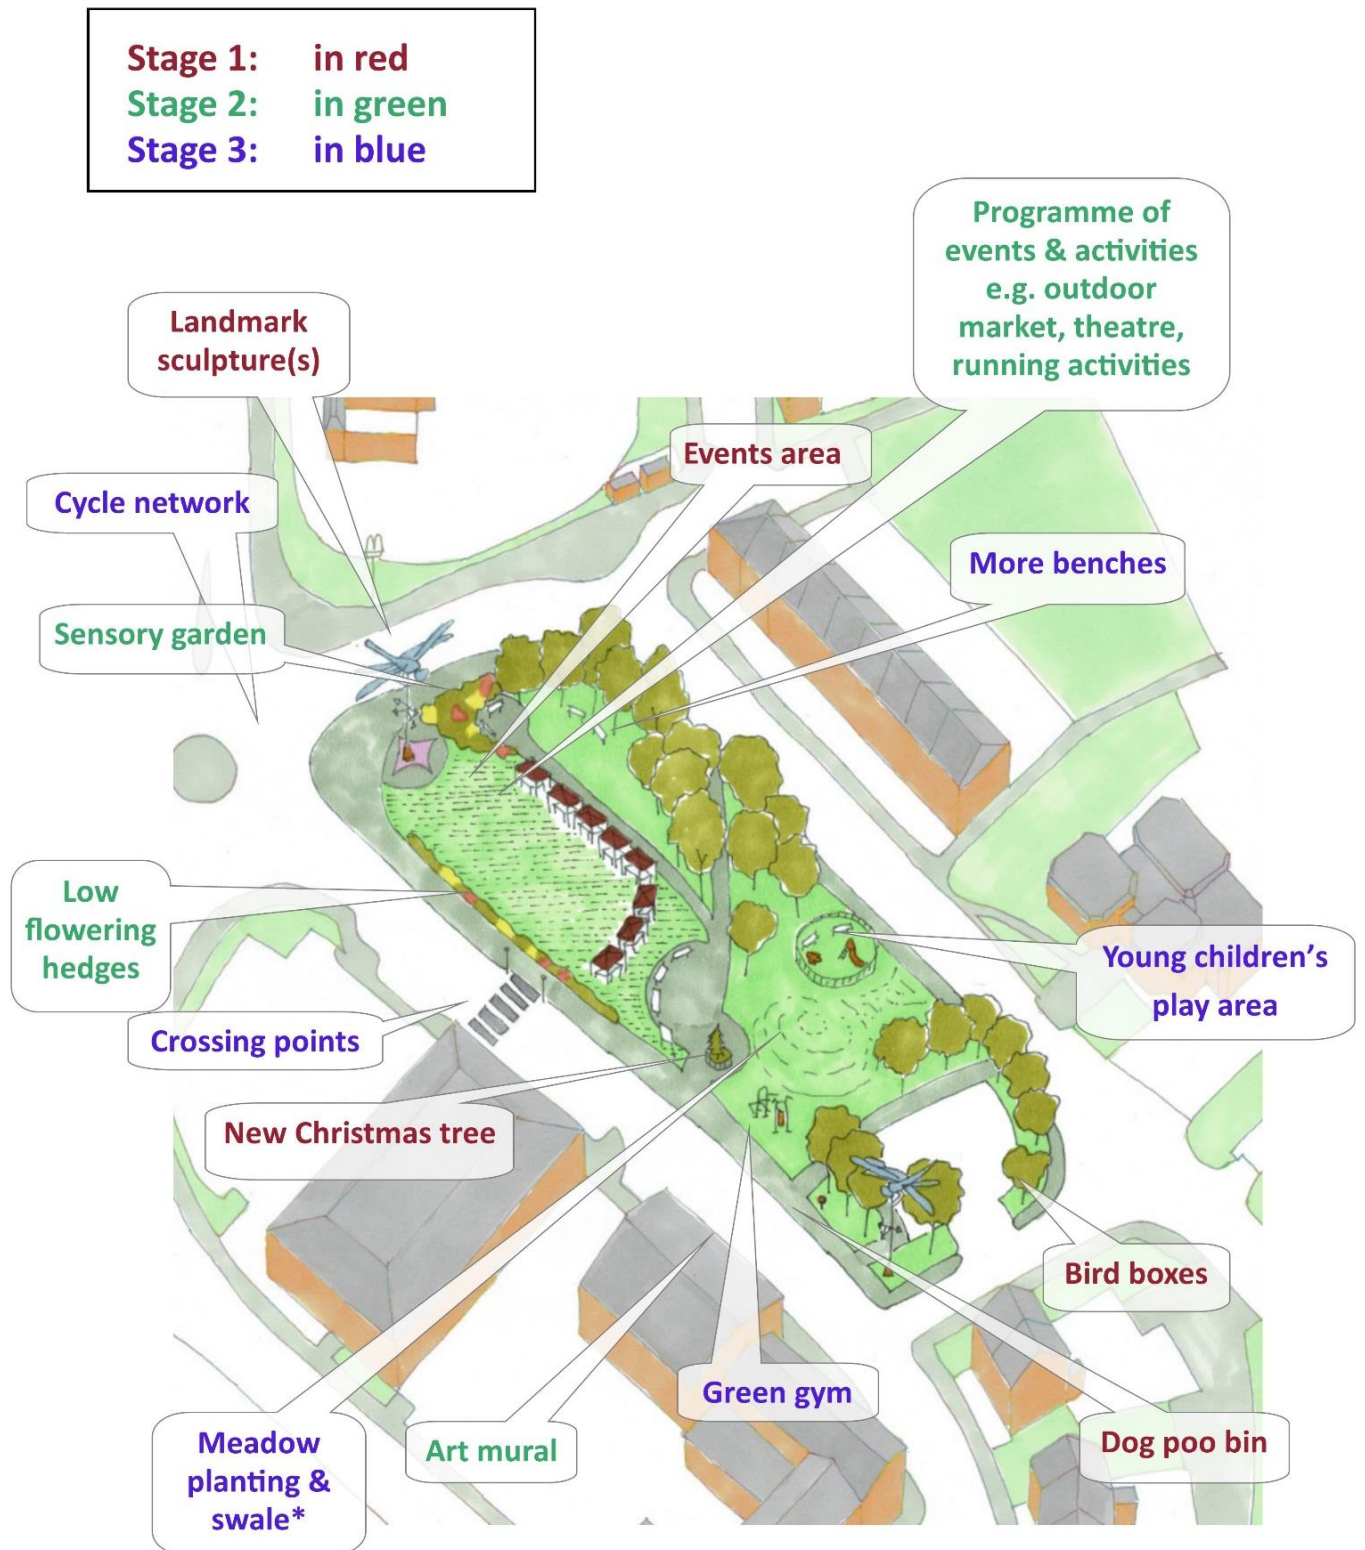 Stage 1: in red
Stage 2: in green
Stage 3: in blue
Programme of
events & activities
e.g. outdoor
market, theatre,
running activities
Landmark
sculpture(s)
Events area
Cycle network
More benches
Sensory garden
Low
flowering
hedges
Young children’s
play area
Crossing points
New Christmas tree
Bird boxes
Green gym
Art mural
Dog poo bin
Meadow
planting &
swale*